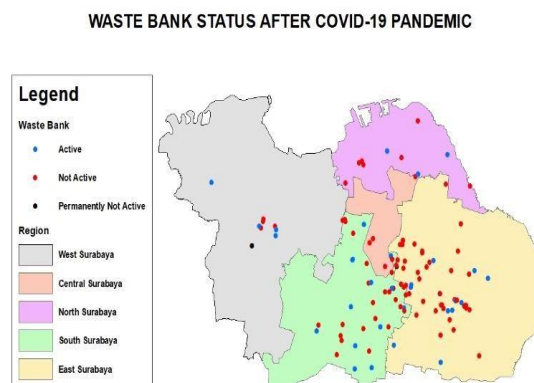 WASTE BANK STATUS AFTER COVID-19 PANDEMIC
Legend
Waste Bank
Active
Not Active
Permanently Not Active
Region
West Surabaya
Central Surabaya
North Surabaya
South Surabaya
East Surabaya